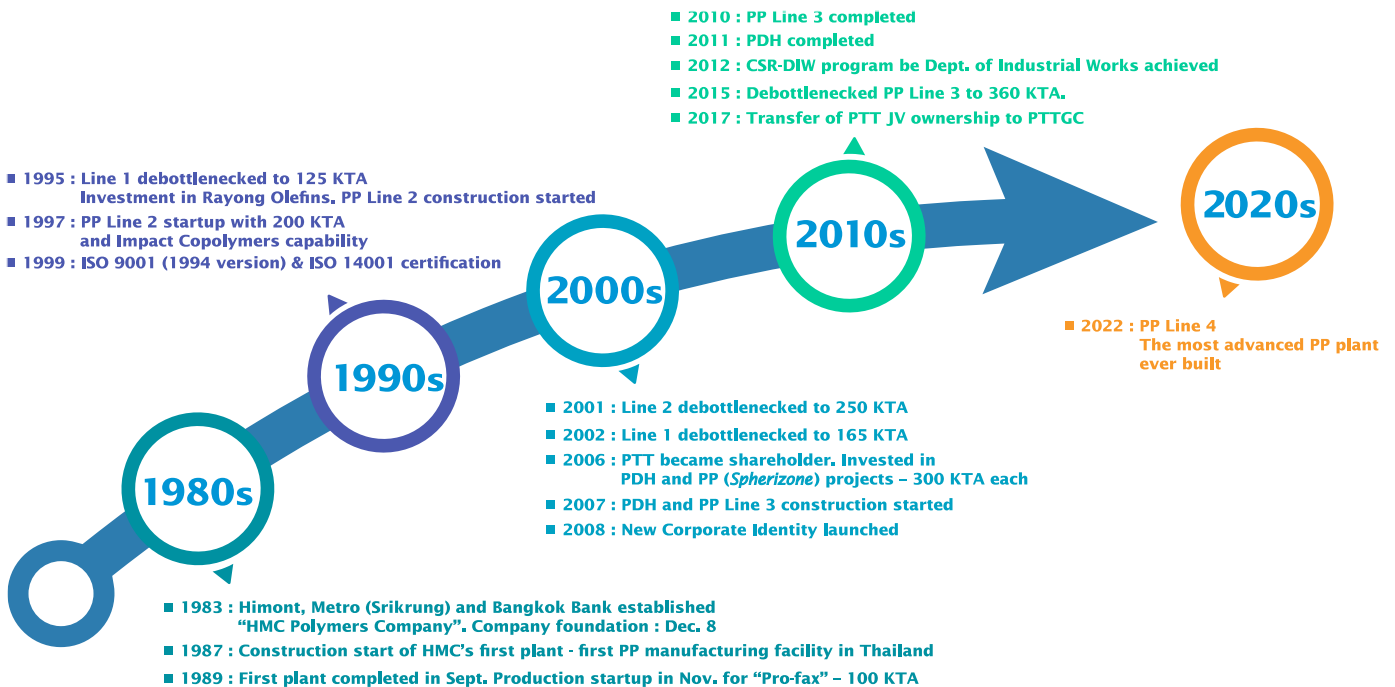 1980s
■ 1983 : Himont, Metro (Srikrung) and Bangkok Bank established
“HMC Polymers Company”. Company foundation : Dec. 8
■ 1987 : Construction start of HMC’s first plant - first PP manufacturing facility in Thailand
■ 1989 : First plant completed in Sept. Production startup in Nov. for “Pro-fax” – 100 KTA
1990s
■ 1995 : Line 1 debottlenecked to 125 KTA
Investment in Rayong Olefins. PP Line 2 construction started
■ 1997 : PP Line 2 startup with 200 KTA
and Impact Copolymers capability
■ 1999 : ISO 9001 (1994 version) & ISO 14001 certification
2000s
■ 2001 : Line 2 debottlenecked to 250 KTA
■ 2002 : Line 1 debottlenecked to 165 KTA
■ 2006 : PTT became shareholder. Invested in
PDH and PP (Spherizone) projects – 300 KTA each
■ 2007 : PDH and PP Line 3 construction started
■ 2008 : New Corporate Identity launched
2010s
■ 2010 : PP Line 3 completed
■ 2011 : PDH completed
■ 2012 : CSR-DIW program be Dept. of Industrial Works achieved
■ 2015 : Debottlenecked PP Line 3 to 360 KTA.
■ 2017 : Transfer of PTT JV ownership to PTTGC
2020s
■ 2022 : PP Line 4
The most advanced PP plant
ever built